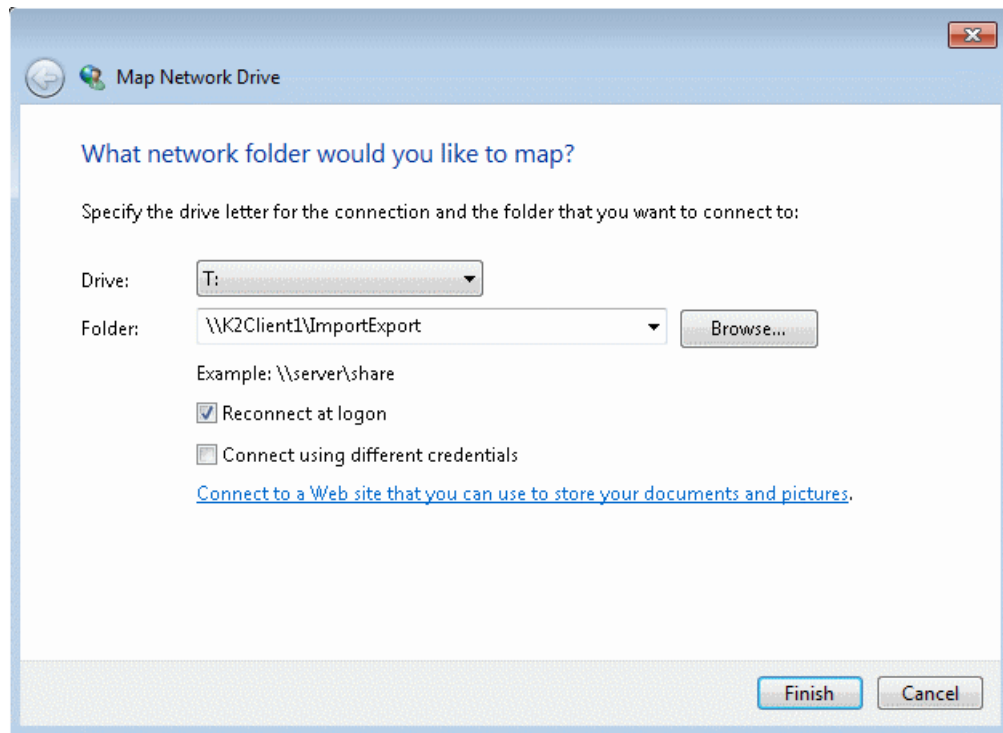 Map Network Drive
What network folder would you like to map?
Specify the drive letter for the connection and the folder that you want to connect to:
Drive: T:
Folder: \\K2Client1\ImportExport Browse...
Example: \\server\share
Reconnect at logon
Connect using different credentials
Connect to a Web site that you can use to store your documents and pictures.
Finish Cancel